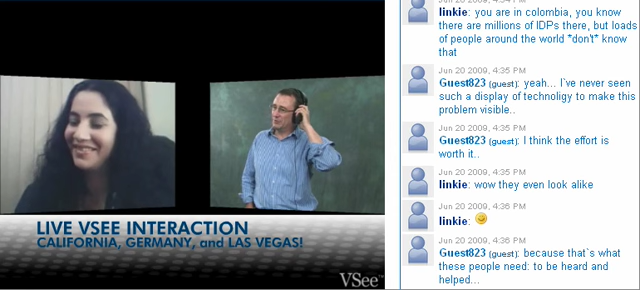 LIVE VSEE INTERACTION
CALIFORNIA, GERMANY, and LAS VEGAS!
VSee™
linkie: you are in colombia, you know
there are millions of IDPs there, but loads
of people around the world *don't* know
that
Jun 20 2009, 4:35 PM
Guest823 (guest): yeah... I`ve never seen
such a display of technoligy to make this
problem visible..
Jun 20 2009, 4:35 PM
Guest823 (guest): I think the effort is
worth it..
Jun 20 2009, 4:35 PM
linkie: wow they even look alike
Jun 20 2009, 4:36 PM
linkie:
Jun 20 2009, 4:36 PM
Guest823 (guest): because that`s what
these people need: to be heard and
helped...